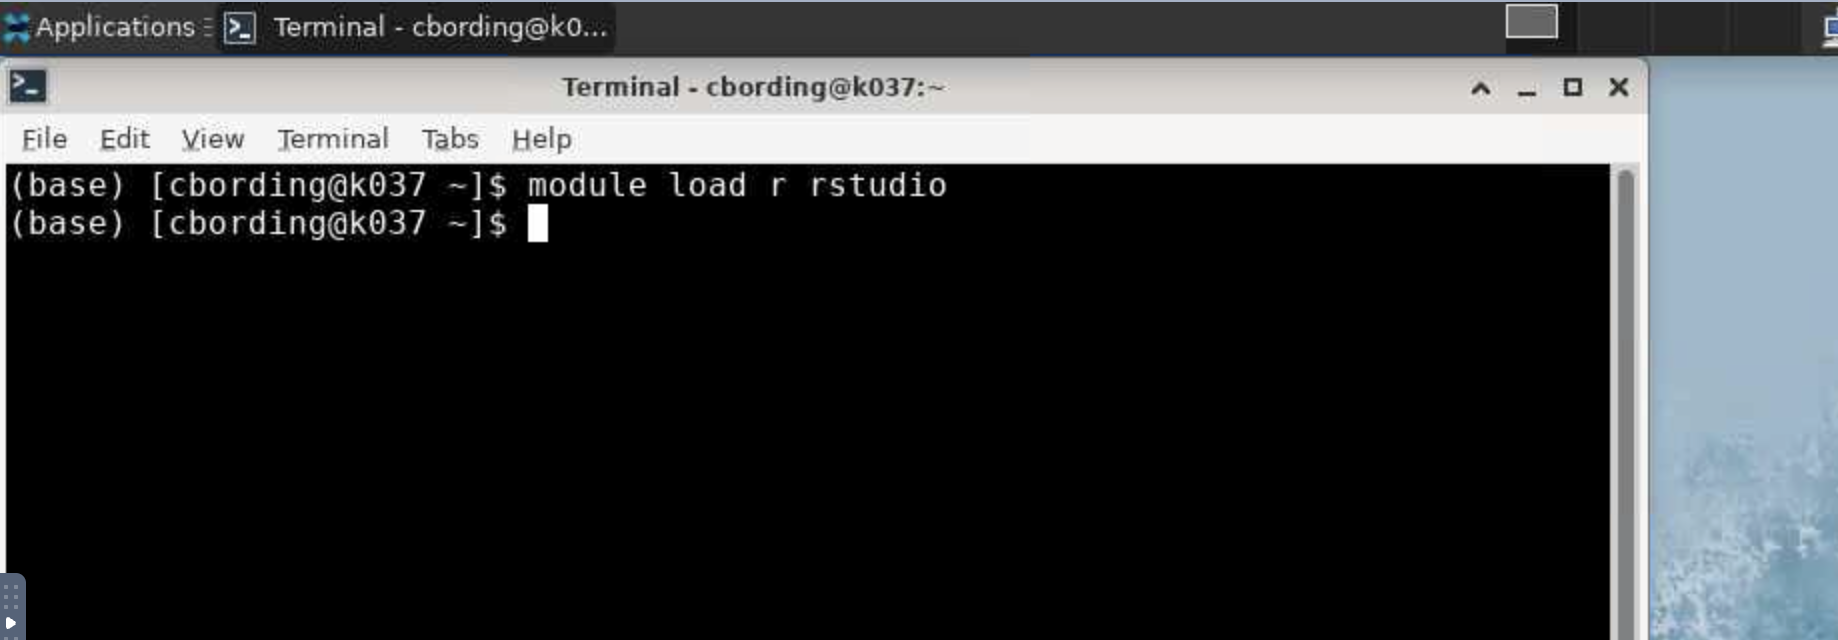 Applications Terminal - cbording@k0...
Terminal - cbording@k037:~
File Edit View Terminal Tabs Help
(base) [cbording@k037 ~]$ module load r rstudio
(base) [cbording@k037 ~]$